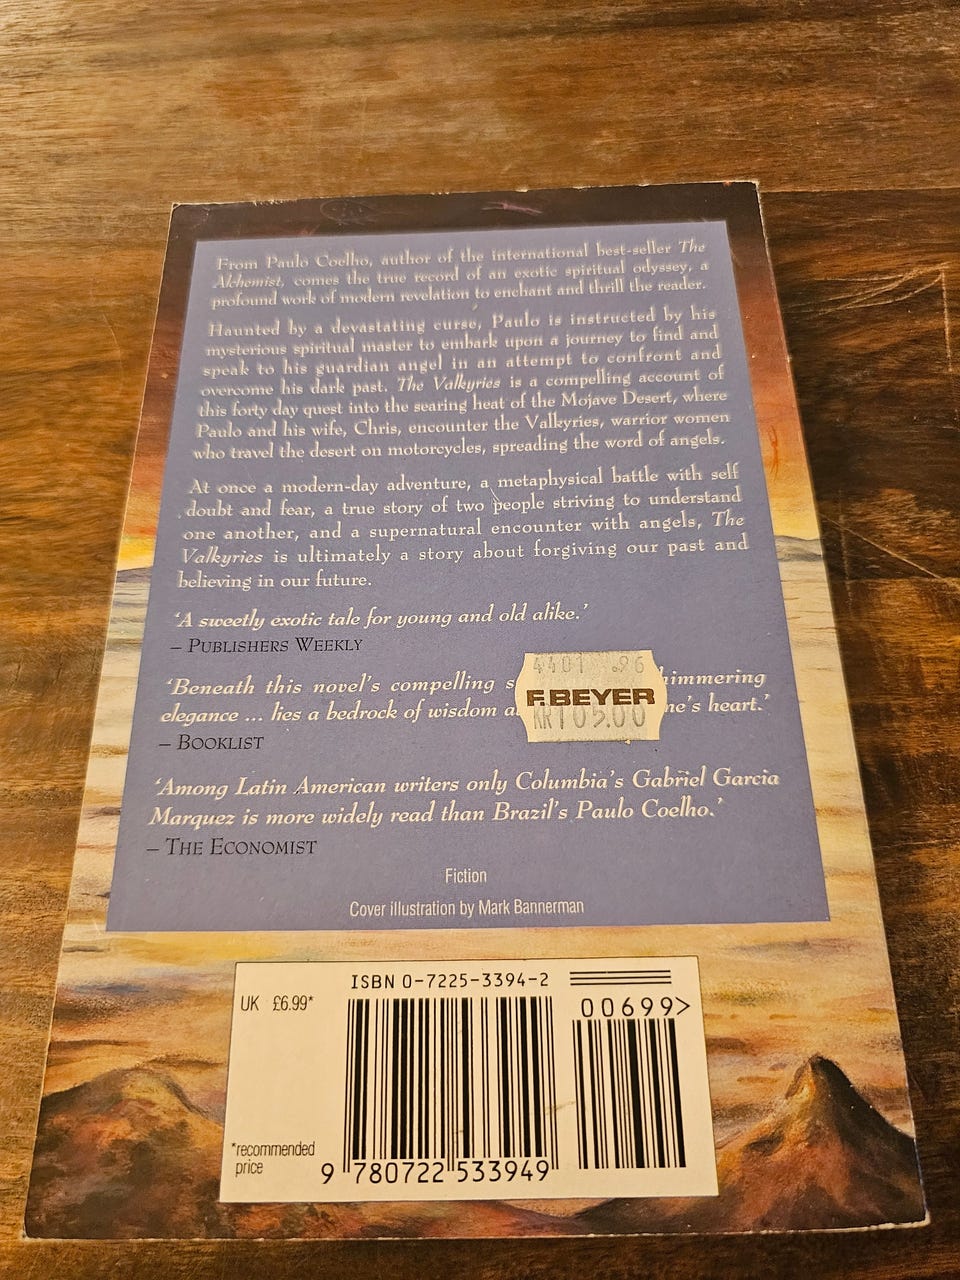 From Paulo Coelho, author of the international best-seller The
Alchemist, comes the true record of an exotic spiritual odyssey, a
profound work of modern revelation to enchant and thrill the reader.
Haunted by a devastating curse, Paulo is instructed by his
mysterious spiritual master to embark upon a journey to find and
speak to his guardian angel in an attempt to confront and
overcome his dark past. The Valkyries is a compelling account of
this forty day quest into the searing heat of the Mojave Desert, where
Paulo and his wife, Chris, encounter the Valkyries, warrior women
who travel the desert on motorcycles, spreading the word of angels.
At once a modern-day adventure, a metaphysical battle with self
doubt and fear, a true story of two people striving to understand
one another, and a supernatural encounter with angels, The
Valkyries is ultimately a story about forgiving our past and
believing in our future.
‘A sweetly exotic tale for young and old alike.’
– PUBLISHERS WEEKLY
‘Beneath this novel’s compelling
elegance ... lies a bedrock of wisdom heart.’
4401 .96
F.BEYER
KR105.00
– BOOKLIST
‘Among Latin American writers only Columbia’s Gabriel Garcia
Marquez is more widely read than Brazil’s Paulo Coelho.’
– THE ECONOMIST
Fiction
Cover illustration by Mark Bannerman
ISBN 0-7225-3394-2
UK £6.99*
00699>
*recommended
price
9 780722 533949